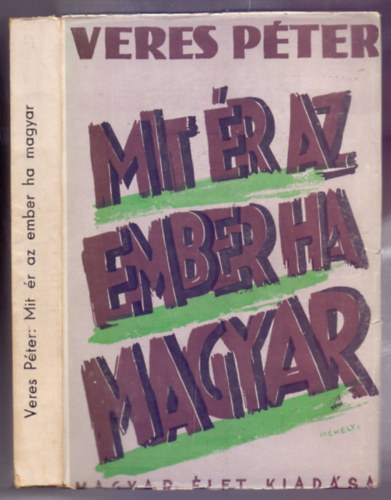 Veres Péter: Mit ér az ember ha magyar
VERES PÉTER
MIT ÉR AZ
EMBER HA
MAGYAR
MAGYAR ÉLET KIADÁSA